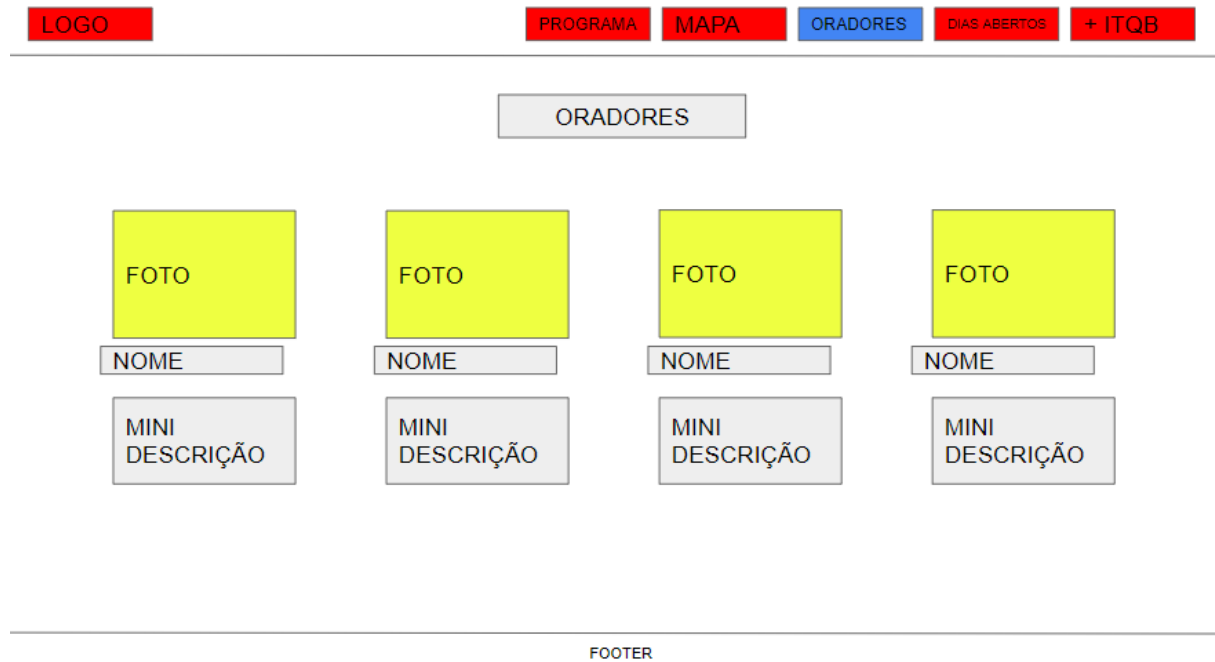 LOGO
PROGRAMA
MAPA
ORADORES
DIAS ABERTOS
+ ITQB
ORADORES
FOTO
FOTO
FOTO
FOTO
NOME
NOME
NOME
NOME
MINI
DESCRIÇÃO
MINI
DESCRIÇÃO
MINI
DESCRIÇÃO
MINI
DESCRIÇÃO
FOOTER